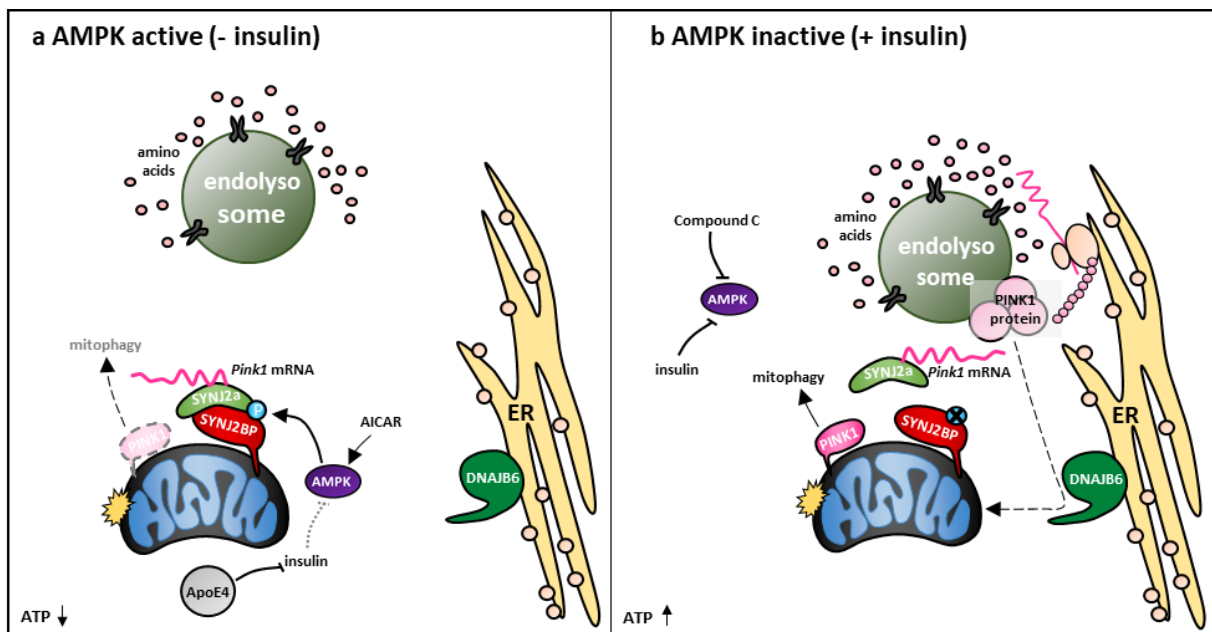 a AMPK active (- insulin)
amino
acids
endolyso
some
mitophagy
Pink1 mRNA
SYNJ2a
P
SYNJ2BP
PINK1
AICAR
AMPK
DNAJB6
ER
insulin
ApoE4
ATP ↓
b AMPK inactive (+ insulin)
Compound C
amino
acids
endolyso
some
AMPK
PINK1
protein
insulin
SYNJ2a
Pink1 mRNA
mitophagy
ER
SYNJ2BP
PINK1
DNAJB6
ATP ↑